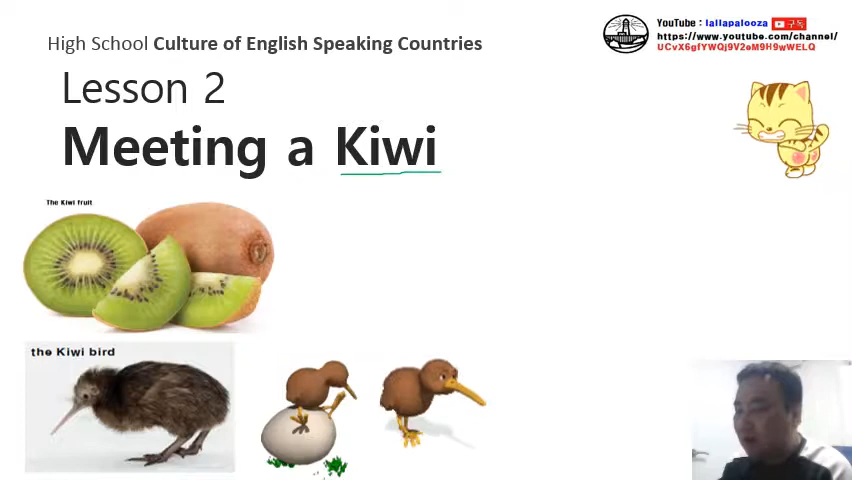 High School Culture of English Speaking Countries
YouTube : lallapalooza 구독
https://www.youtube.com/channel/
UCvX6gfYWQj9V2eM9H9wWELQ
Lesson 2
Meeting a Kiwi
The Kiwi fruit
the Kiwi bird